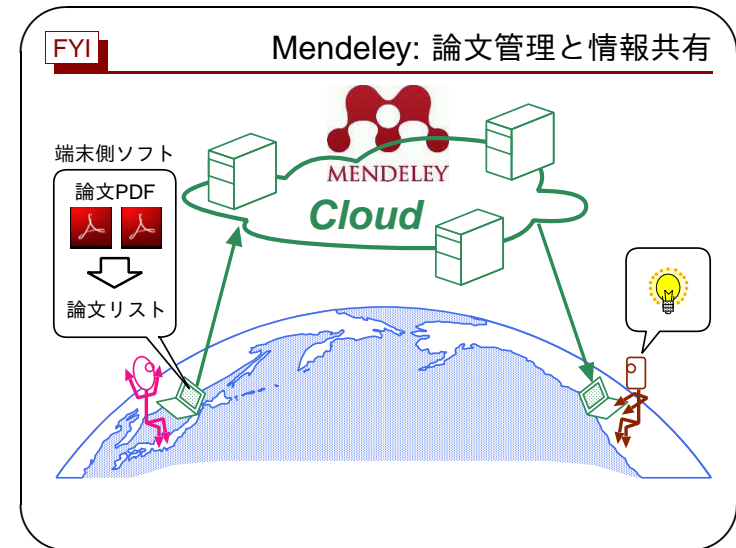 FYI
Mendeley: 論文管理と情報共有
MENDELEY
Cloud
端末側ソフト
論文PDF
論文リスト